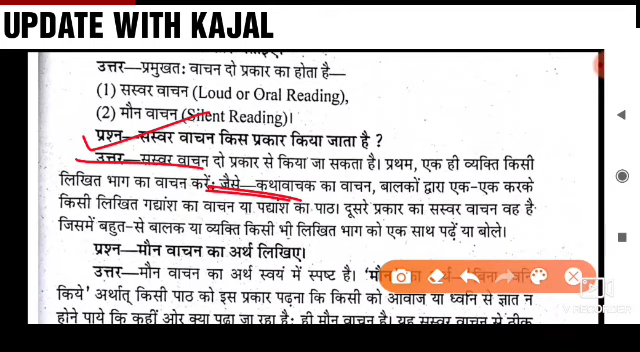 UPDATE WITH KAJAL
उत्तर—प्रमुखतः वाचन दो प्रकार का होता है—
(1) सस्वर वाचन (Loud or Oral Reading),
(2) मौन वाचन (Silent Reading)।
प्रश्न—सस्वर वाचन किस प्रकार किया जाता है ?
उत्तर—सस्वर वाचन दो प्रकार से किया जा सकता है। प्रथम, एक ही व्यक्ति किसी
लिखित भाग का वाचन करें; जैसे—कथावाचक का वाचन, बालकों द्वारा एक-एक करके
किसी लिखित गद्यांश का वाचन या पद्यांश का पाठ। दूसरे प्रकार का सस्वर वाचन वह है
जिसमें बहुत-से बालक या व्यक्ति किसी भी लिखित भाग को एक साथ पढ़ें या बोले।
प्रश्न—मौन वाचन का अर्थ लिखिए।
उत्तर—मौन वाचन का अर्थ स्वयं में स्पष्ट है। 'मौन का अर्थ
किये' अर्थात् किसी पाठ को इस प्रकार पढ़ना कि किसी को आवाज या ध्वनि से ज्ञात न
होने पाये कि कहीं ओर क्या पढ़ा जा रहा है; ही मौन वाचन है। यह सस्वर वाचन से ठीक
V RECORDER